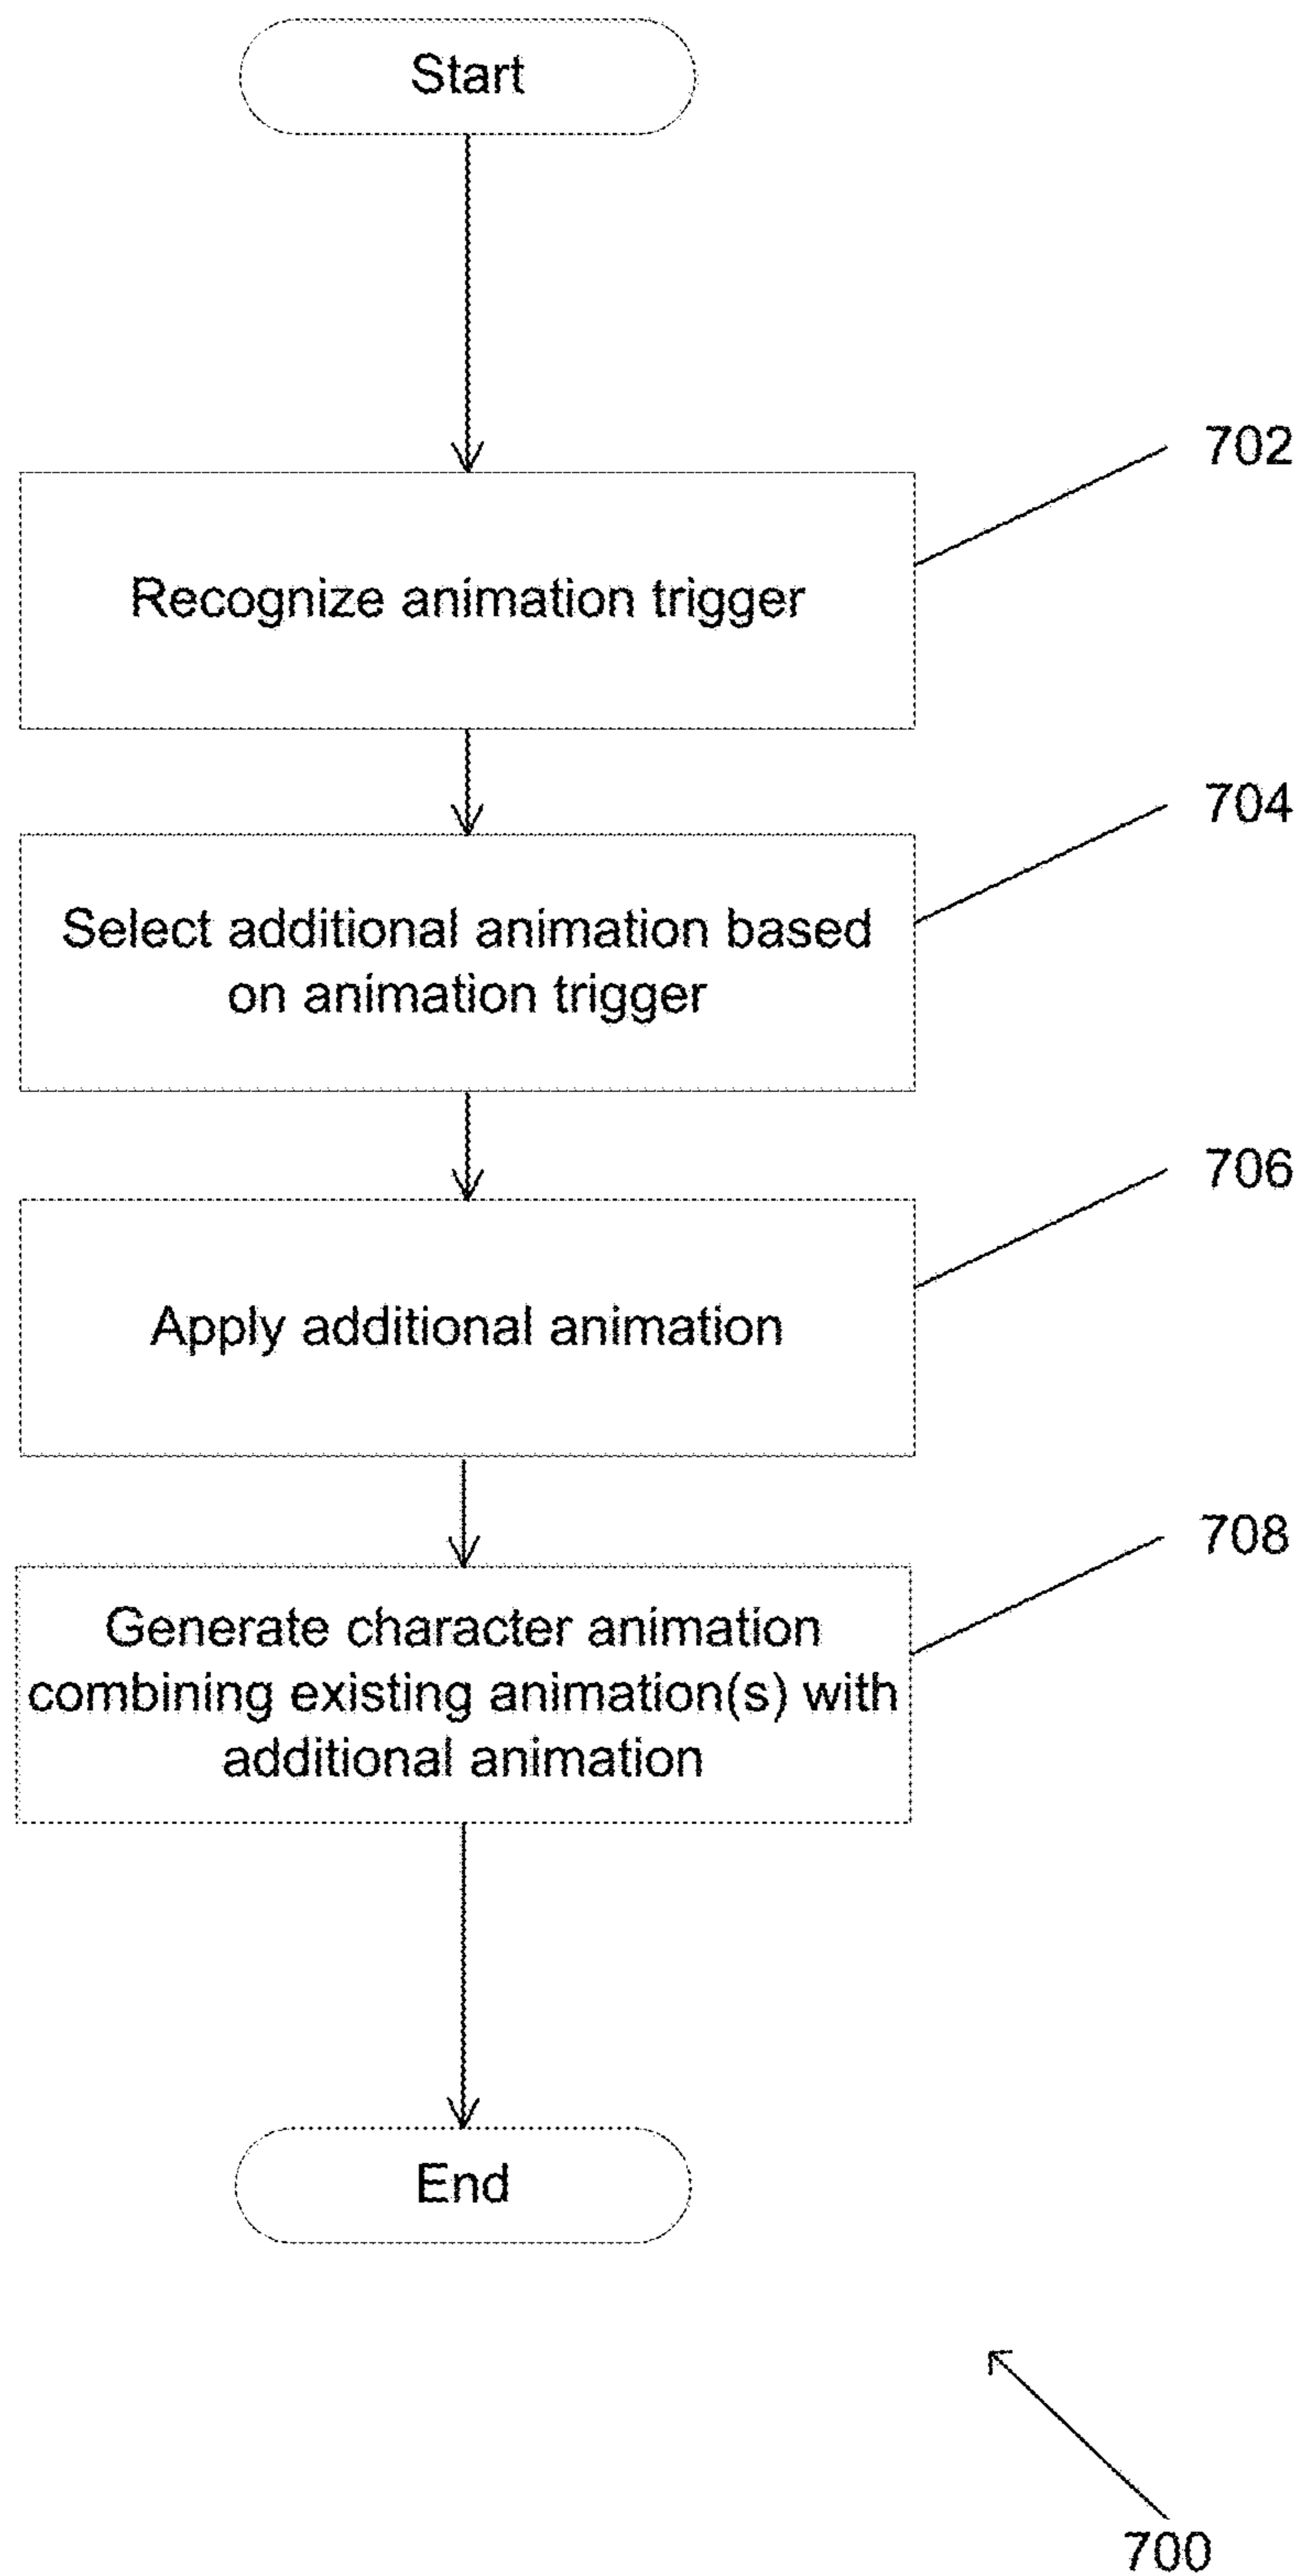 Start
702
Recognize animation trigger
704
Select additional animation based
on animation trigger
706
Apply additional animation
708
Generate character animation
combining existing animation(s) with
additional animation
End
700